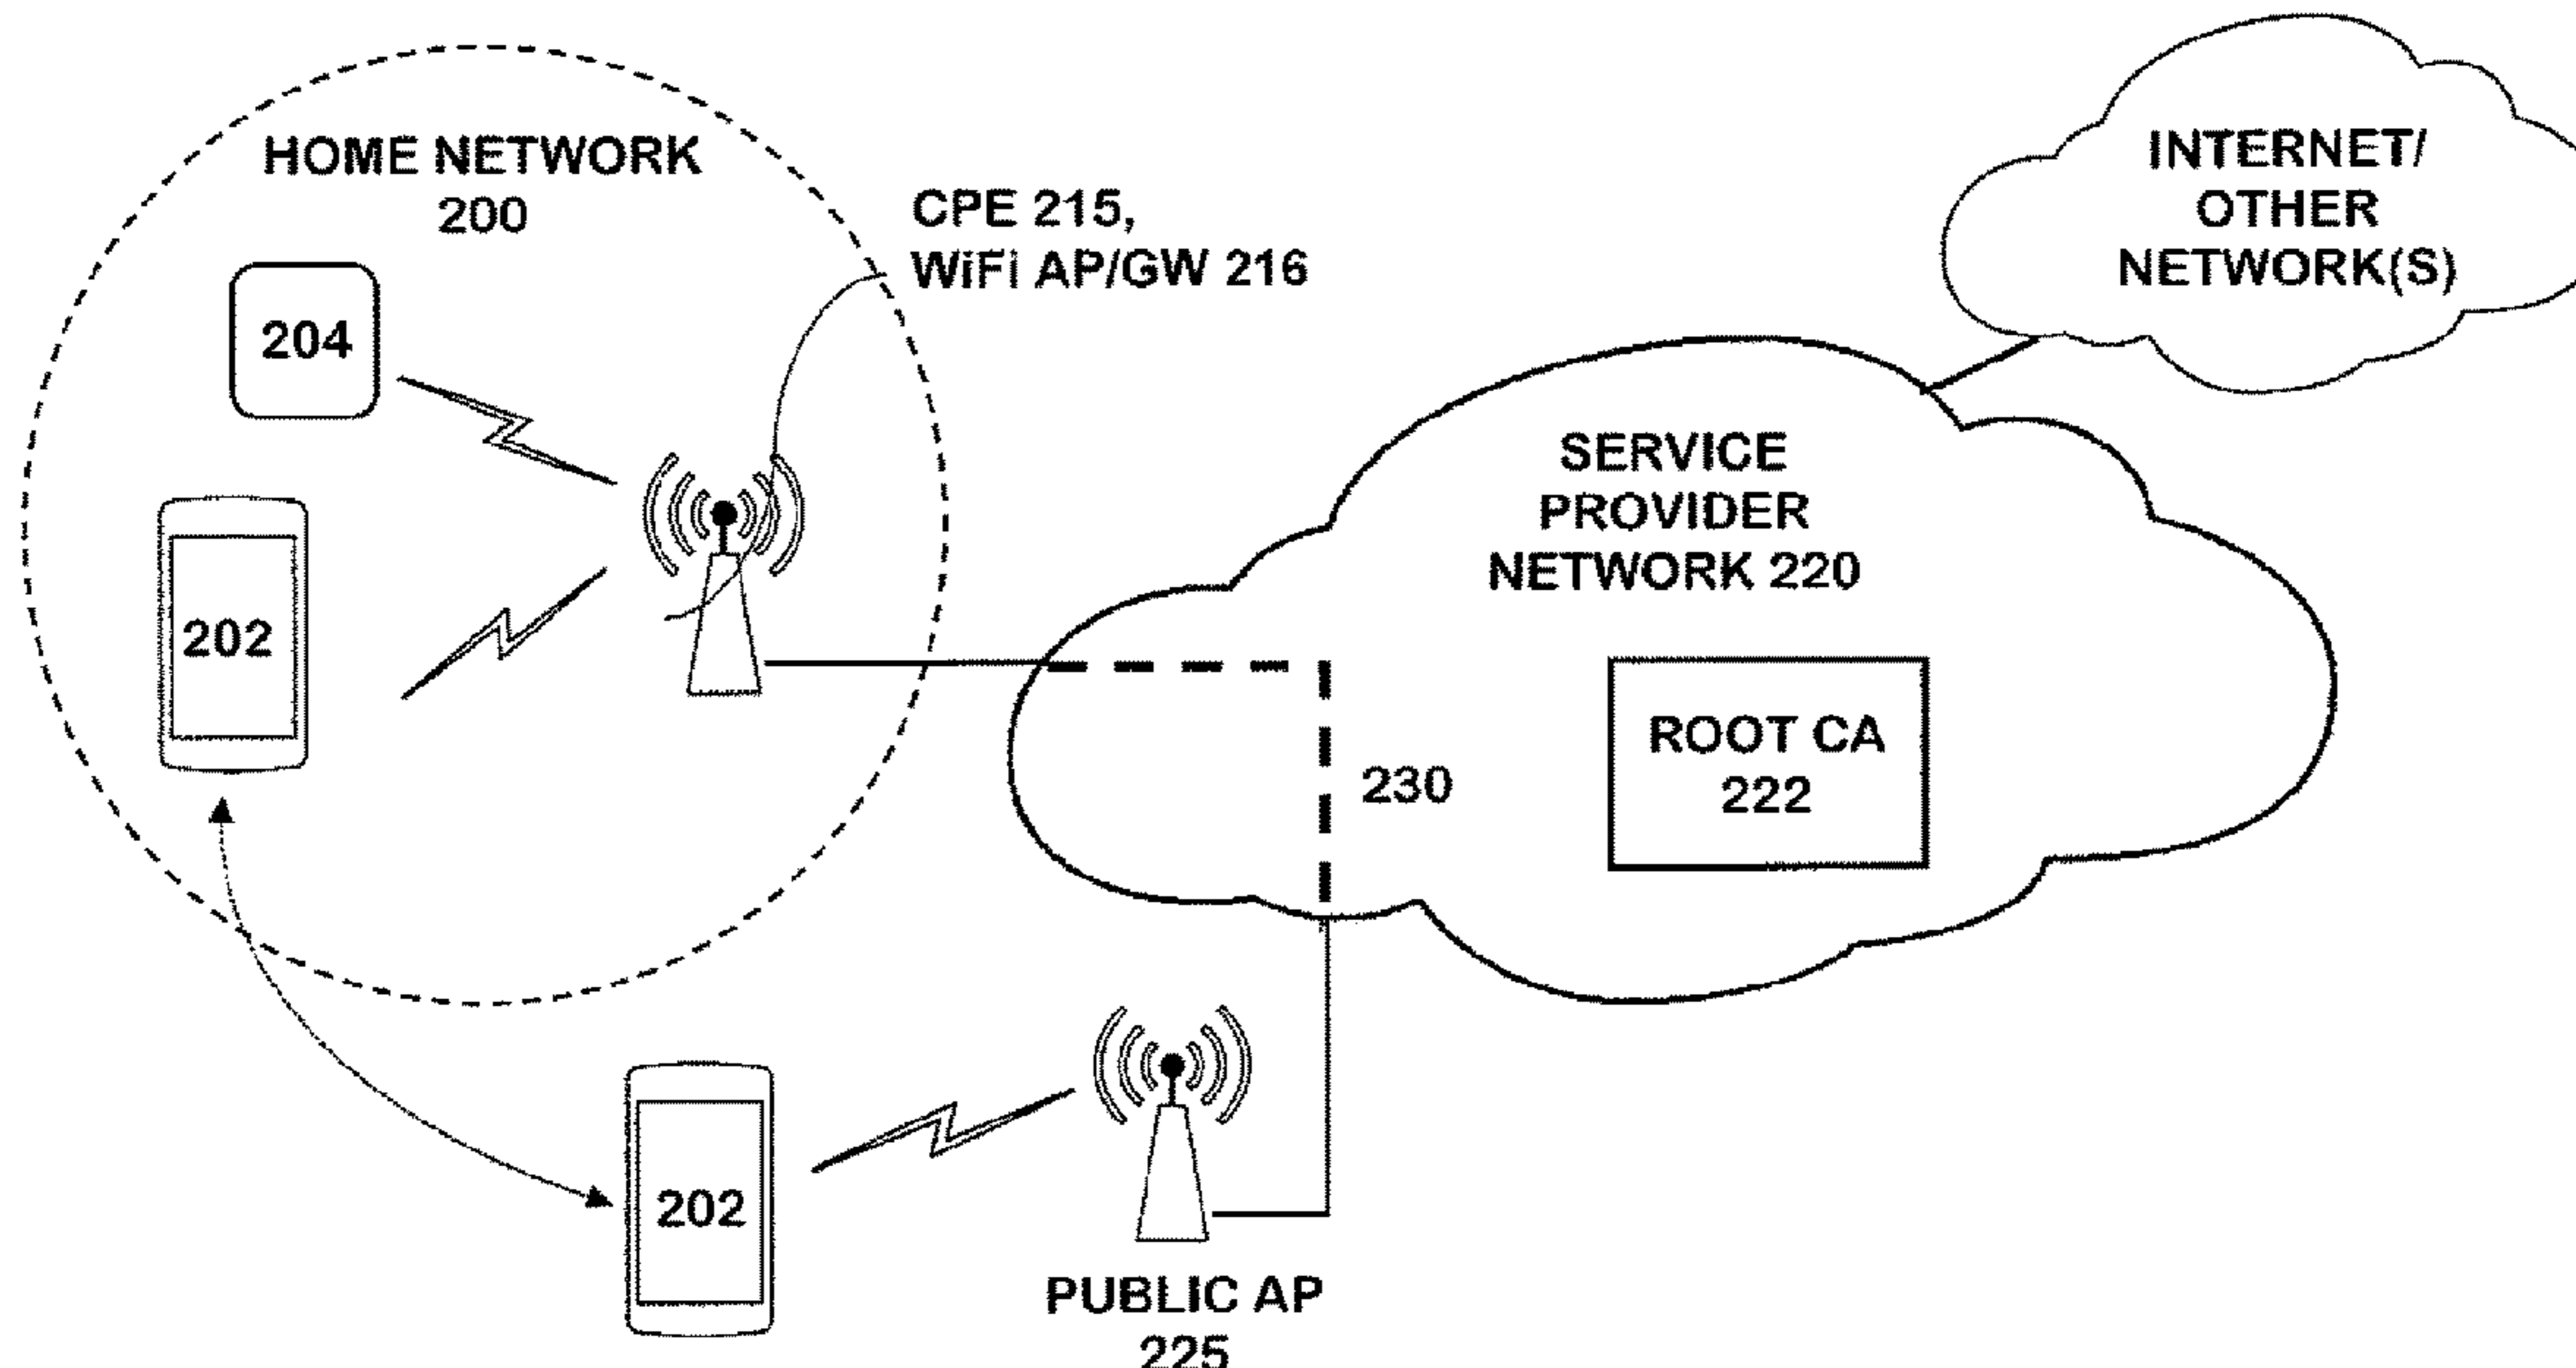 HOME NETWORK
200
CPE 215,
WiFi AP/GW 216
204
202
INTERNET/
OTHER
NETWORK(S)
SERVICE
PROVIDER
NETWORK 220
ROOT CA
222
230
202
PUBLIC AP
225